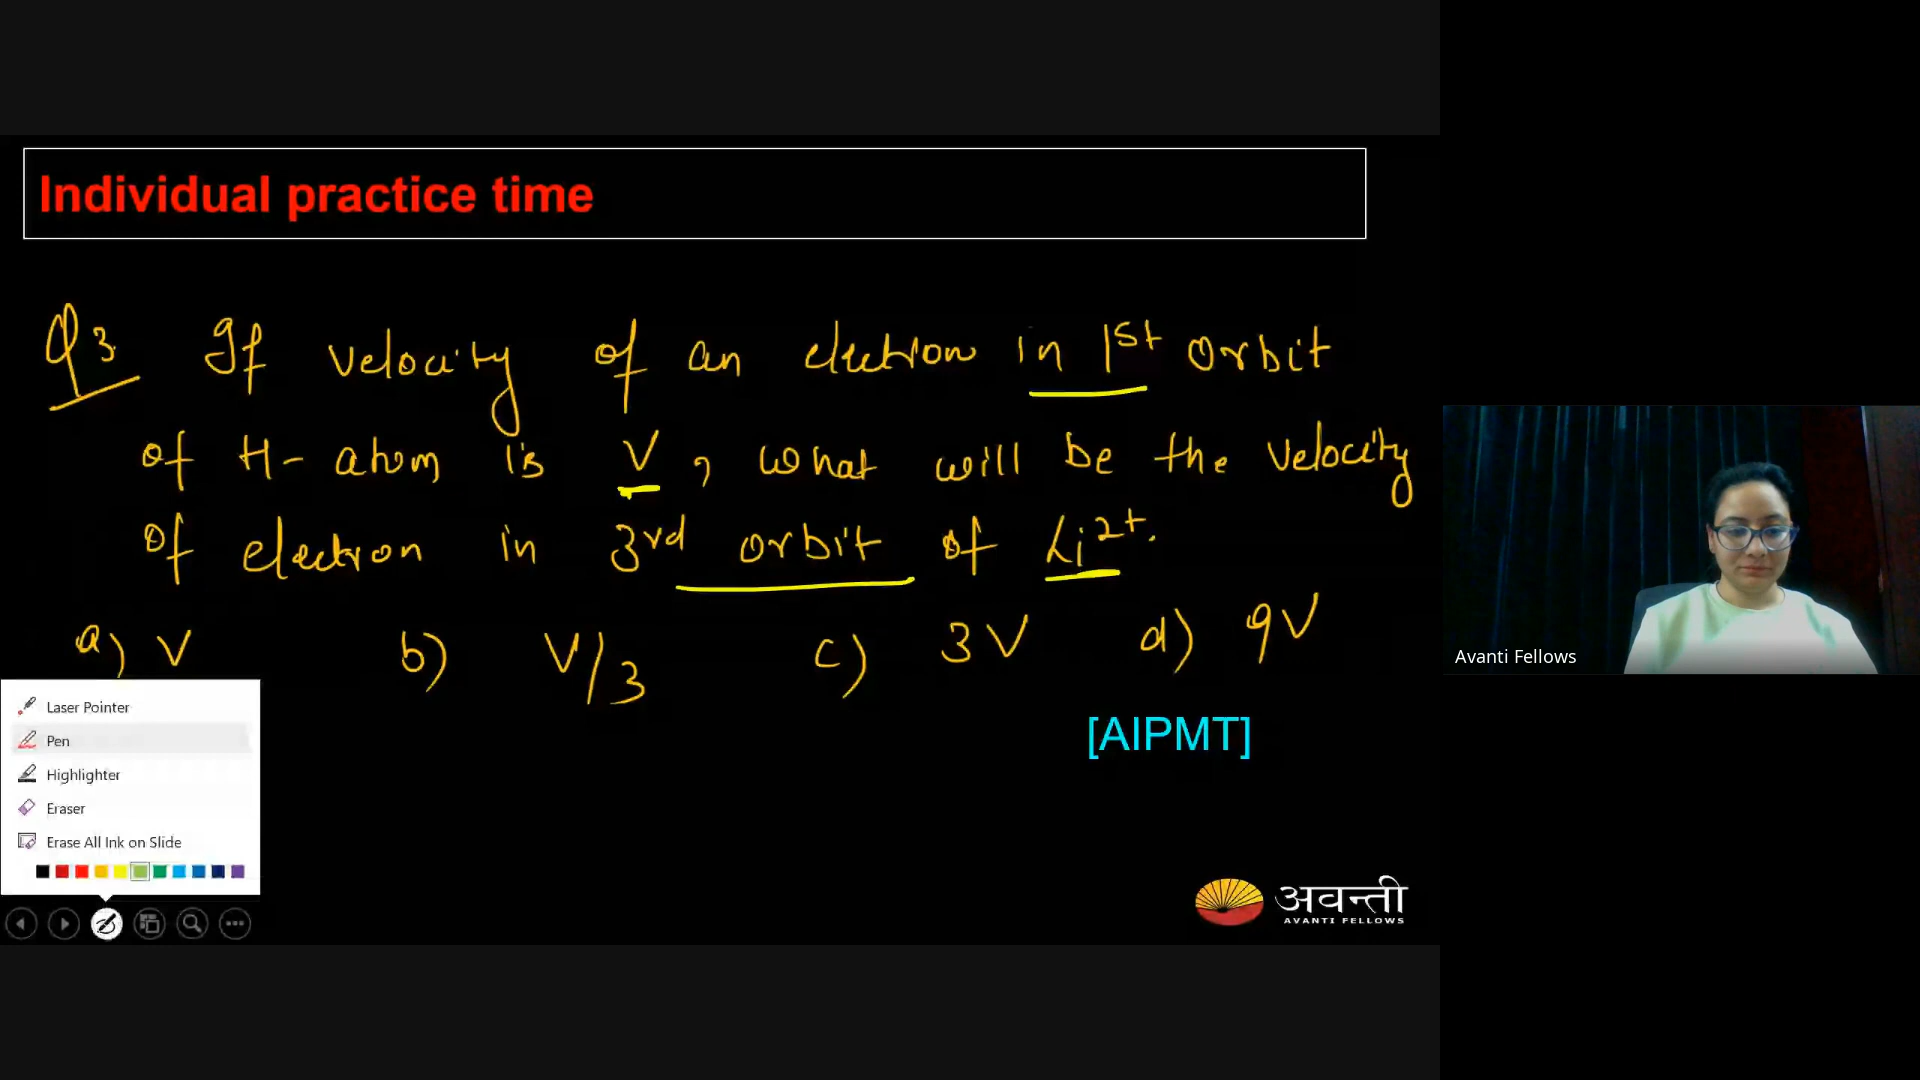 Individual practice time
Q3 If velocity of an electron in 1st orbit
of H- atom is V, what will be the velocity
of electron in 3rd orbit of Li2+.
a) V b) V/3 c) 3V d) 9V
[AIPMT]
Laser Pointer
Pen
Highlighter
Eraser
Erase All Ink on Slide
अवन्ती
AVANTI FELLOWS
Avanti Fellows